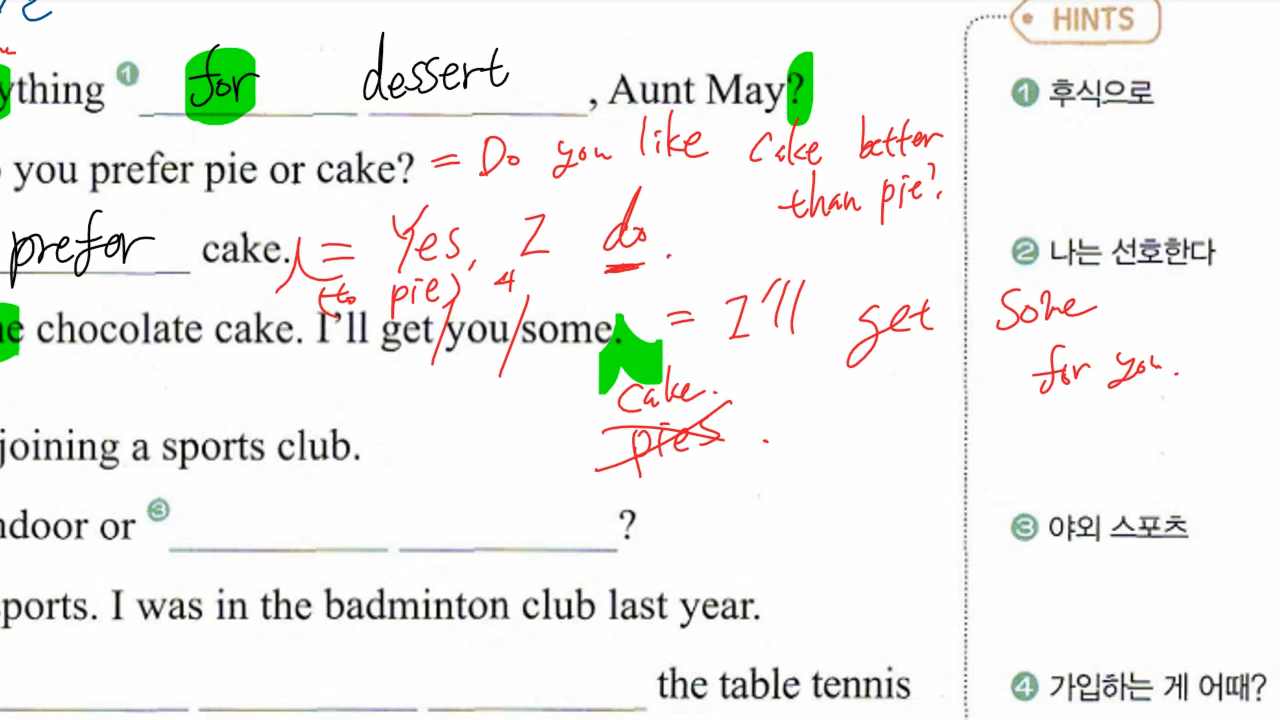 HINTS
ything ① for dessert , Aunt May?
① 후식으로
you prefer pie or cake? = Do you like cake better
than pie?
prefer cake. = Yes, I do.
② 나는 선호한다
(to pie) 4
e chocolate cake. I'll get/you/some. = I'll get some
for you.
cake.
pies .
joining a sports club.
ndoor or ③ ?
③ 야외 스포츠
sports. I was in the badminton club last year.
the table tennis
④ 가입하는 게 어때?